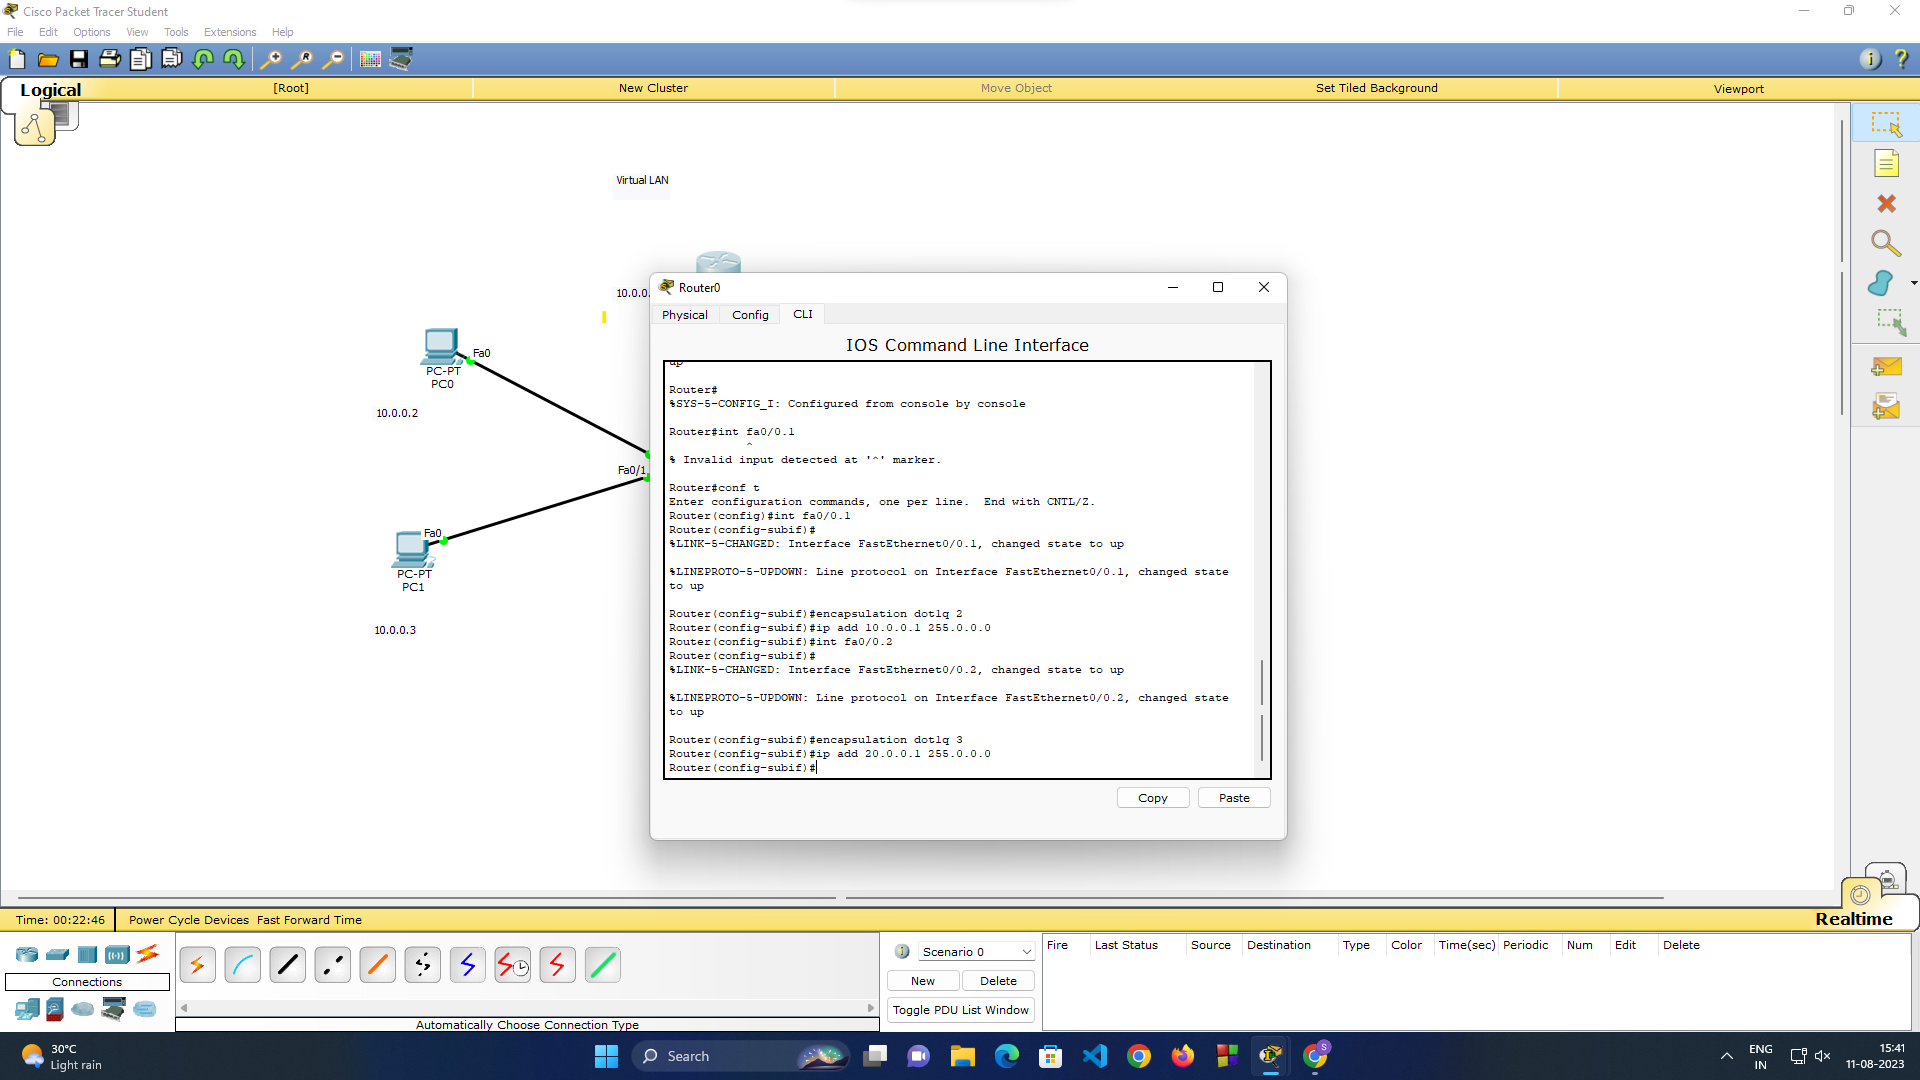 Cisco Packet Tracer Student
File Edit Options View Tools Extensions Help
Logical [Root] New Cluster Move Object Set Tiled Background Viewport
Virtual LAN
10.0.0.
Fa0
PC-PT
PC0
10.0.0.2
Fa0/1
Fa0
PC-PT
PC1
10.0.0.3
Router0
Physical Config CLI
IOS Command Line Interface
up
Router#
%SYS-5-CONFIG_I: Configured from console by console
Router#int fa0/0.1
^
% Invalid input detected at '^' marker.
Router#conf t
Enter configuration commands, one per line.  End with CNTL/Z.
Router(config)#int fa0/0.1
Router(config-subif)#
%LINK-5-CHANGED: Interface FastEthernet0/0.1, changed state to up
%LINEPROTO-5-UPDOWN: Line protocol on Interface FastEthernet0/0.1, changed state
to up
Router(config-subif)#encapsulation dot1q 2
Router(config-subif)#ip add 10.0.0.1 255.0.0.0
Router(config-subif)#int fa0/0.2
Router(config-subif)#
%LINK-5-CHANGED: Interface FastEthernet0/0.2, changed state to up
%LINEPROTO-5-UPDOWN: Line protocol on Interface FastEthernet0/0.2, changed state
to up
Router(config-subif)#encapsulation dot1q 3
Router(config-subif)#ip add 20.0.0.1 255.0.0.0
Router(config-subif)#
Copy Paste
Time: 00:22:46 Power Cycle Devices Fast Forward Time
Realtime
Connections
Automatically Choose Connection Type
Scenario 0
New Delete
Toggle PDU List Window
Fire Last Status Source Destination Type Color Time(sec) Periodic Num Edit Delete
30°C
Light rain
Search
S
ENG
IN
15:41
11-08-2023